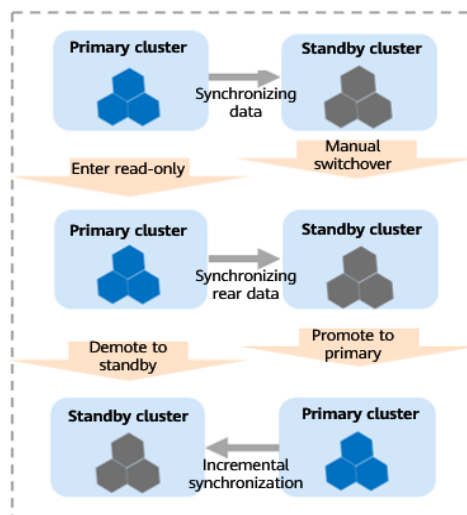 Primary cluster
Standby cluster
Synchronizing
data
Enter read-only
Manual
switchover
Primary cluster
Standby cluster
Synchronizing
rear data
Demote to
standby
Promote to
primary
Standby cluster
Primary cluster
Incremental
synchronization